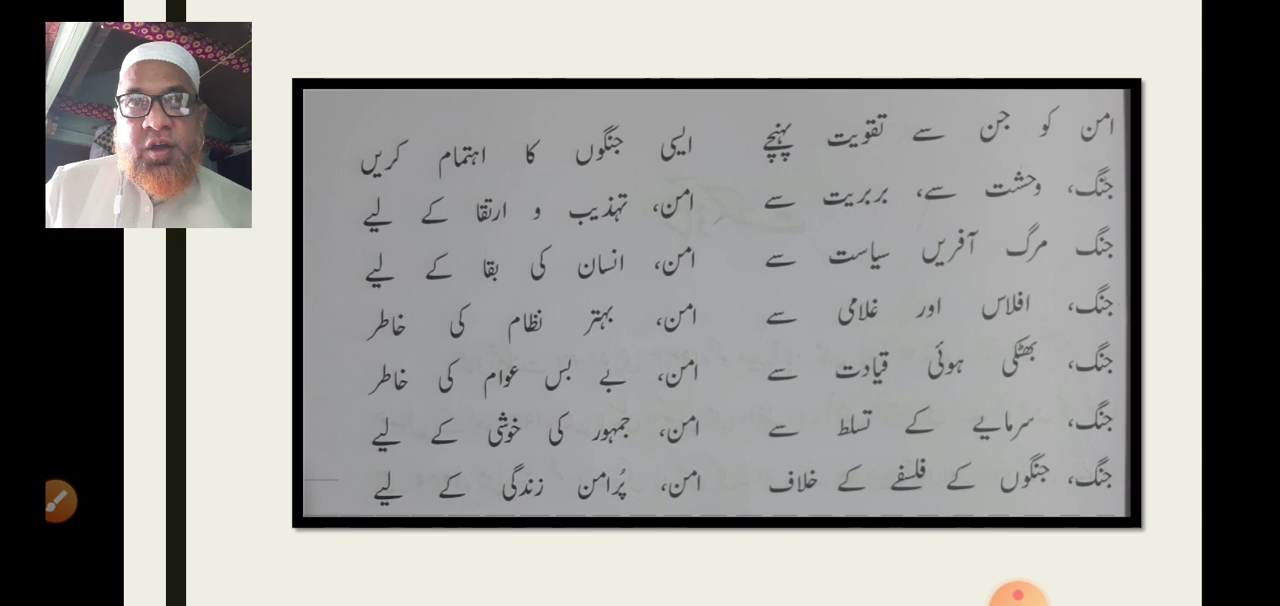 امن کو جن سے تقویت پہنچے ایسی جنگوں کا اہتمام کریں
جنگ، وحشت سے، بربریت سے امن، تہذیب و ارتقا کے لیے
جنگ مرگ آفریں سیاست سے امن، انسان کی بقا کے لیے
جنگ، افلاس اور غلامی سے امن، بہتر نظام کی خاطر
جنگ، بھٹکی ہوئی قیادت سے امن، بے بس عوام کی خاطر
جنگ، سرمایے کے تسلط سے امن، جمہور کی خوشی کے لیے
جنگ، جنگوں کے فلسفے کے خلاف امن، پُرامن زندگی کے لیے